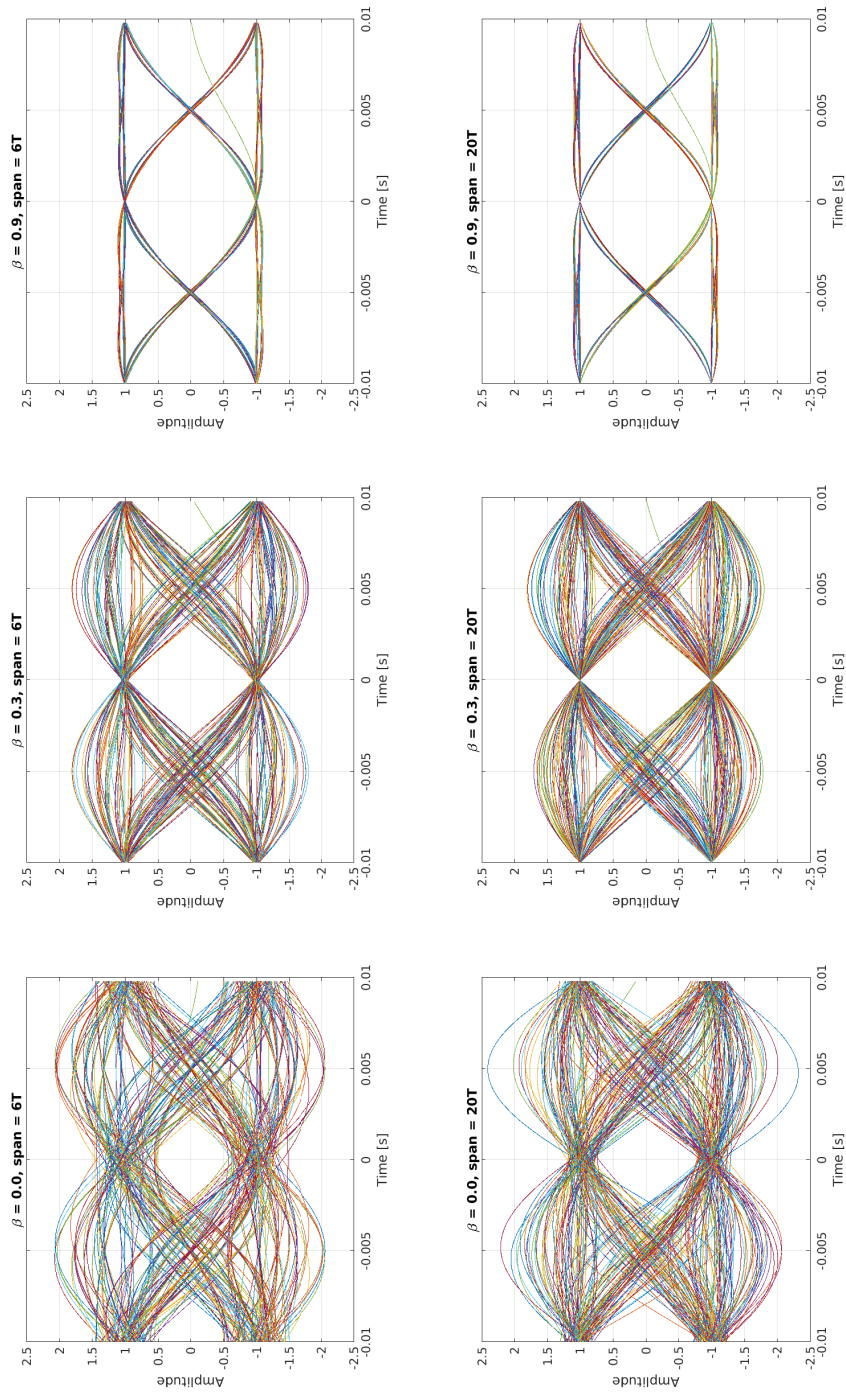 β = 0.0, span = 6T
2.5
2
1.5
1
0.5
0
-0.5
-1
-1.5
-2
-2.5
Amplitude
-0.01 -0.005 0 0.005 0.01
Time [s]
β = 0.3, span = 6T
2.5
2
1.5
1
0.5
0
-0.5
-1
-1.5
-2
-2.5
Amplitude
-0.01 -0.005 0 0.005 0.01
Time [s]
β = 0.9, span = 6T
2.5
2
1.5
1
0.5
0
-0.5
-1
-1.5
-2
-2.5
Amplitude
-0.01 -0.005 0 0.005 0.01
Time [s]
β = 0.0, span = 20T
2.5
2
1.5
1
0.5
0
-0.5
-1
-1.5
-2
-2.5
Amplitude
-0.01 -0.005 0 0.005 0.01
Time [s]
β = 0.3, span = 20T
2.5
2
1.5
1
0.5
0
-0.5
-1
-1.5
-2
-2.5
Amplitude
-0.01 -0.005 0 0.005 0.01
Time [s]
β = 0.9, span = 20T
2.5
2
1.5
1
0.5
0
-0.5
-1
-1.5
-2
-2.5
Amplitude
-0.01 -0.005 0 0.005 0.01
Time [s]